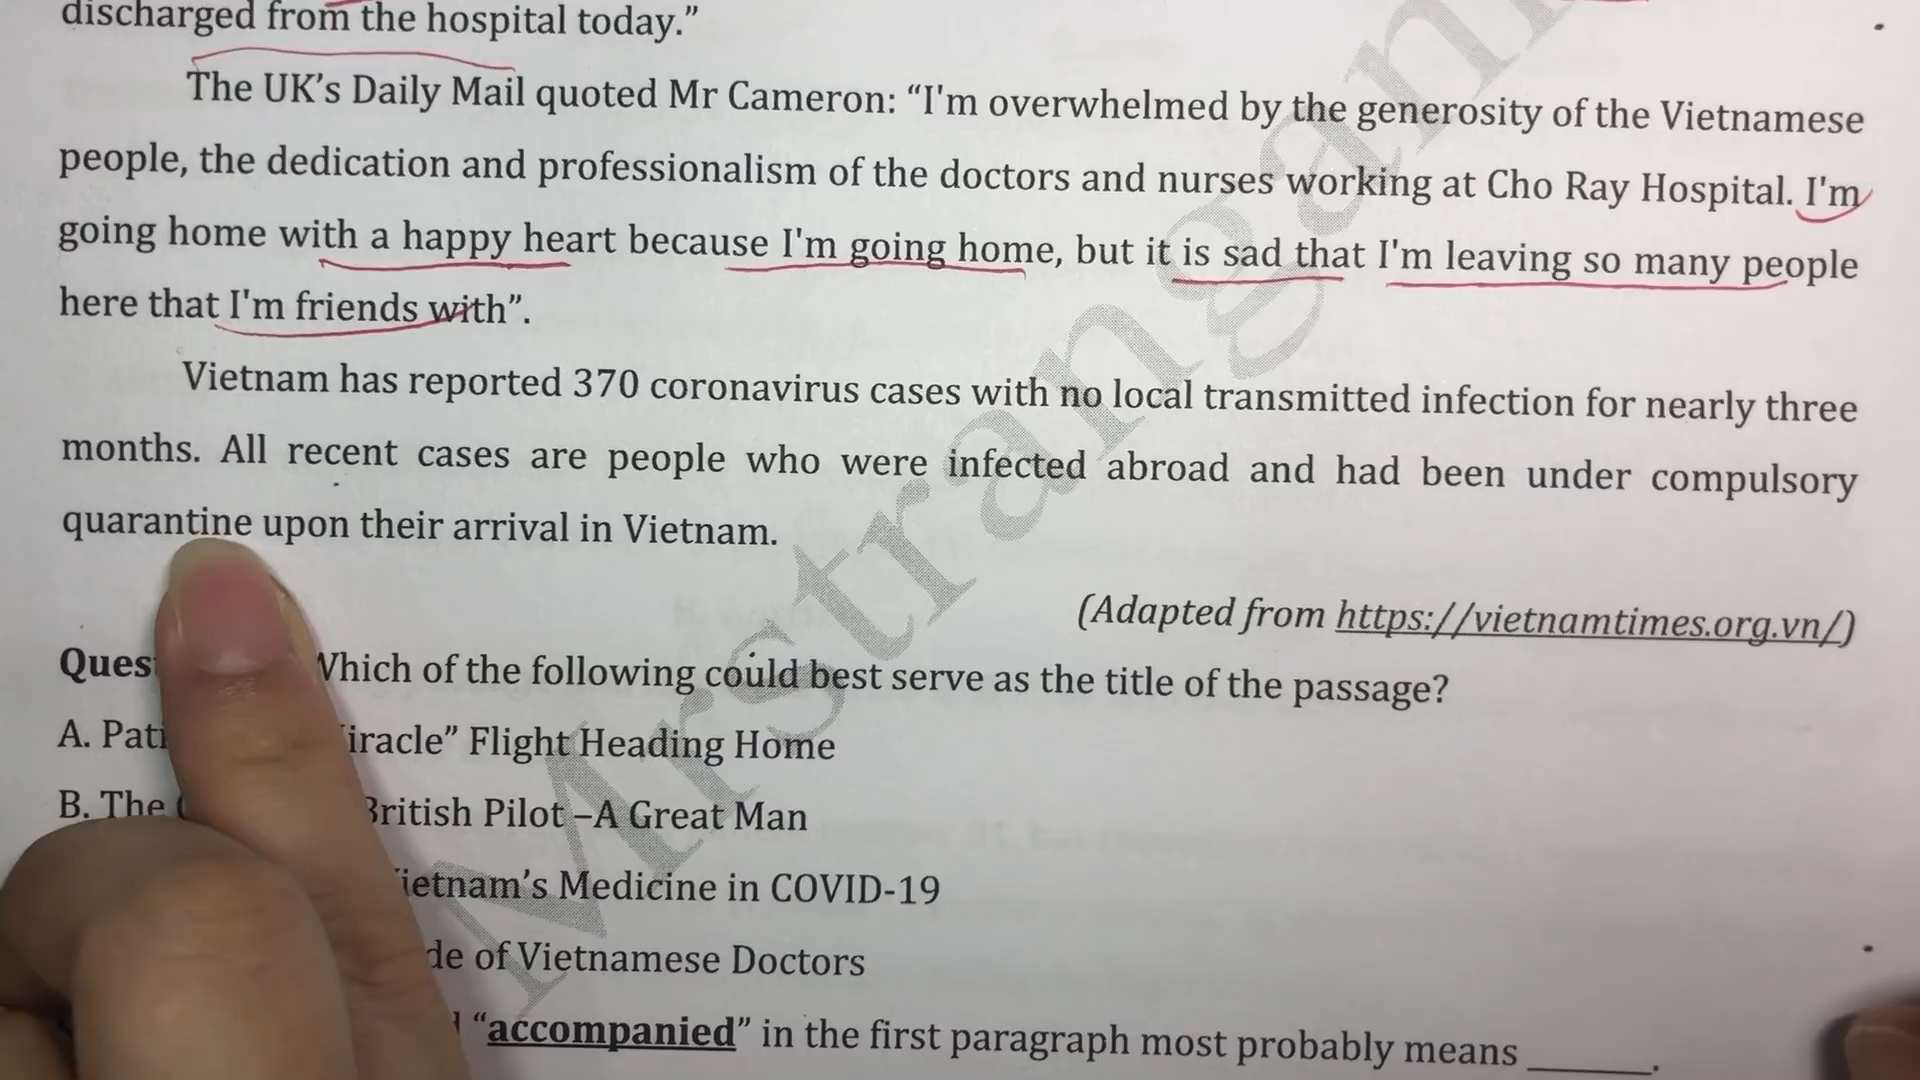 discharged from the hospital today.”
The UK’s Daily Mail quoted Mr Cameron: “I'm overwhelmed by the generosity of the Vietnamese
people, the dedication and professionalism of the doctors and nurses working at Cho Ray Hospital. I'm
going home with a happy heart because I'm going home, but it is sad that I'm leaving so many people
here that I'm friends with”.
Vietnam has reported 370 coronavirus cases with no local transmitted infection for nearly three
months. All recent cases are people who were infected abroad and had been under compulsory
quarantine upon their arrival in Vietnam.
(Adapted from https://vietnamtimes.org.vn/)
Which of the following could best serve as the title of the passage?
A. Flight Heading Home
B. The British Pilot –A Great Man
Medicine in COVID-19
of Vietnamese Doctors
“accompanied” in the first paragraph most probably means ______.